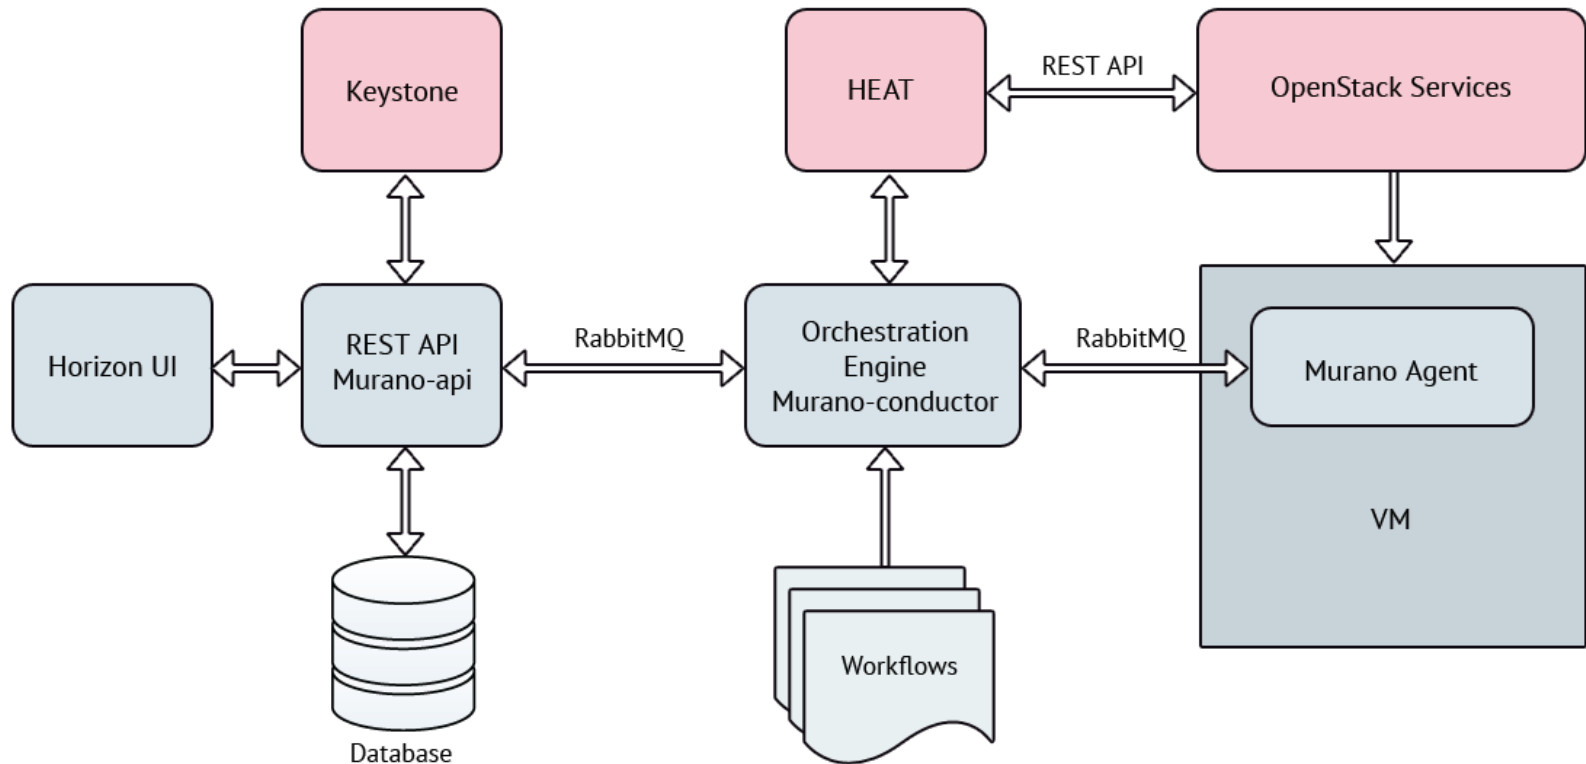 Keystone
HEAT
REST API
OpenStack Services
Horizon UI
REST API
Murano-api
RabbitMQ
Orchestration
Engine
Murano-conductor
RabbitMQ
Murano Agent
VM
Workflows
Database